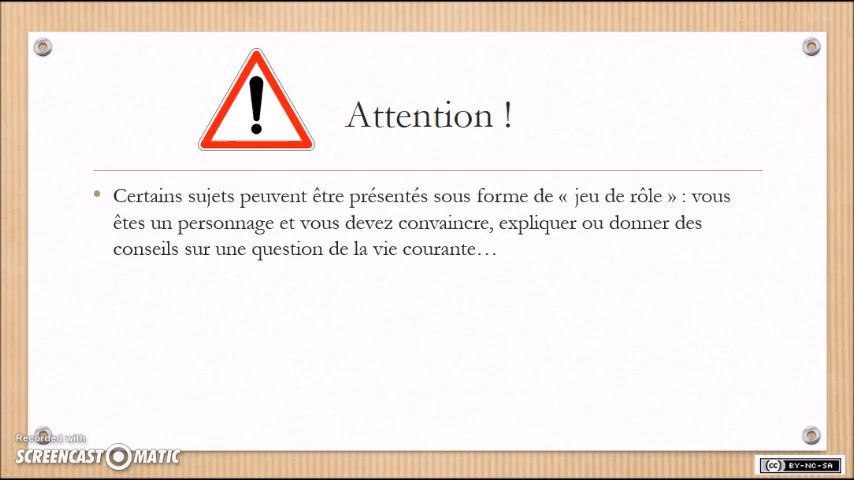 Attention !
• Certains sujets peuvent être présentés sous forme de « jeu de rôle » : vous
êtes un personnage et vous devez convaincre, expliquer ou donner des
conseils sur une question de la vie courante…
Recorded with
SCREENCAST O MATIC
cc BY-NC-SA